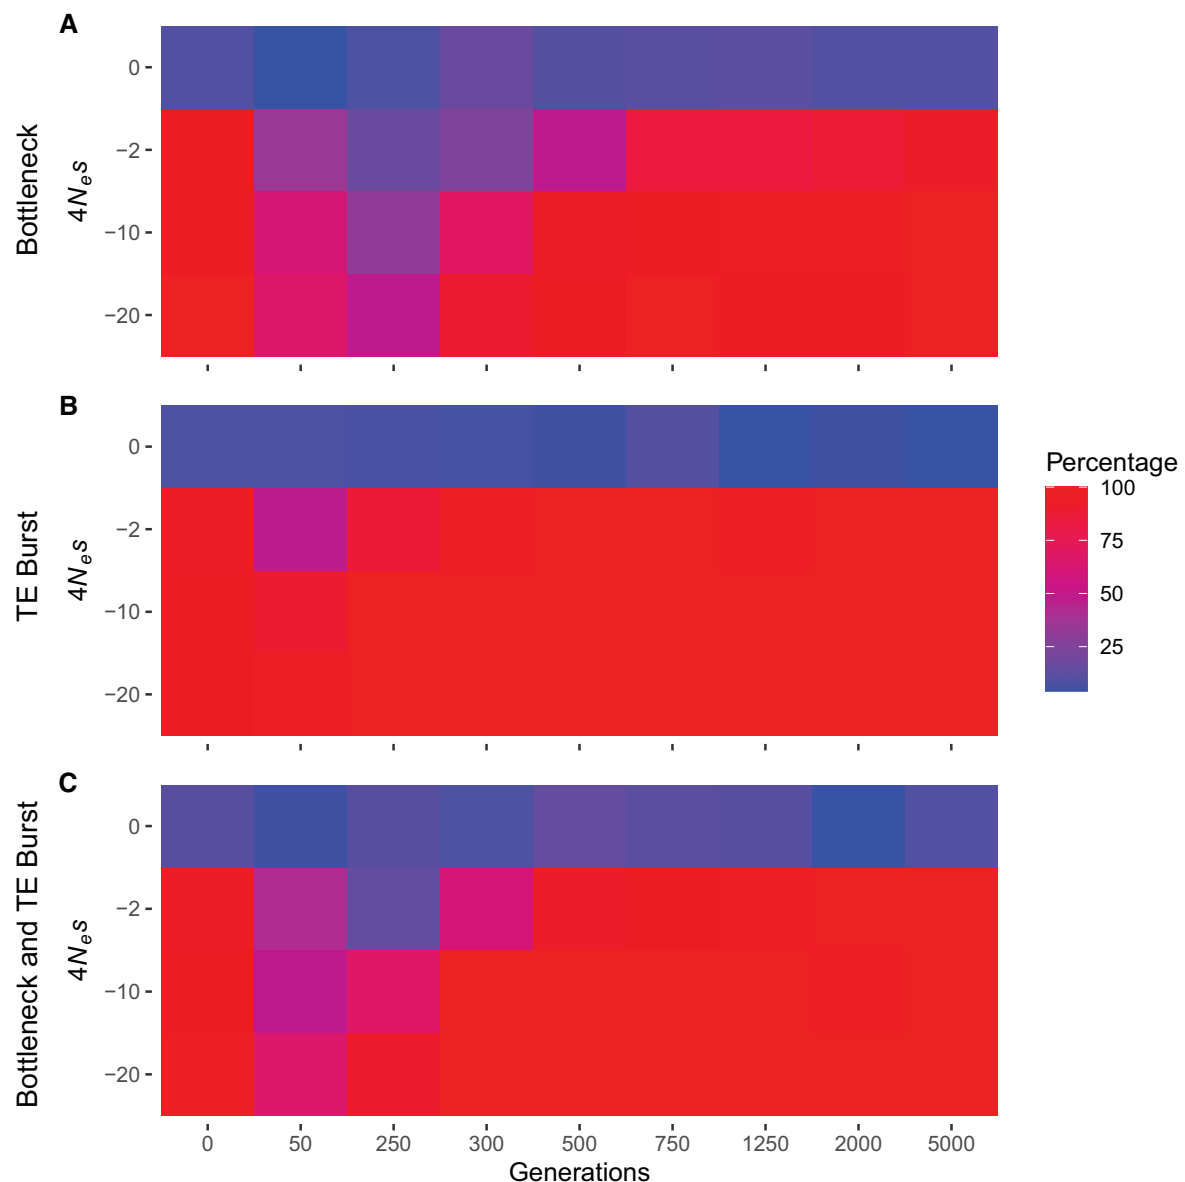 A
Bottleneck
4Nₑs
0
−2
−10
−20
B
TE Burst
4Nₑs
0
−2
−10
−20
Percentage
100
75
50
25
C
Bottleneck and TE Burst
4Nₑs
0
−2
−10
−20
0 50 250 300 500 750 1250 2000 5000
Generations